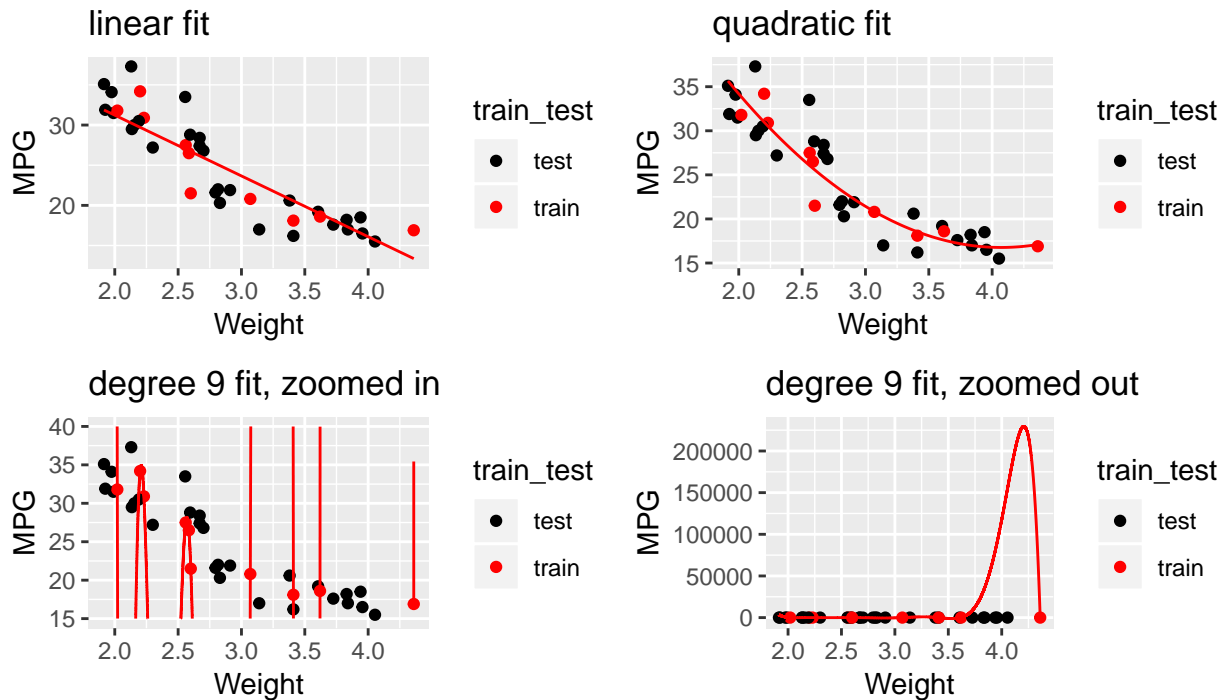 linear fit
MPG
30
20
2.0 2.5 3.0 3.5 4.0
Weight
train_test
test
train
quadratic fit
MPG
35
30
25
20
15
2.0 2.5 3.0 3.5 4.0
Weight
train_test
test
train
degree 9 fit, zoomed in
MPG
40
35
30
25
20
15
2.0 2.5 3.0 3.5 4.0
Weight
train_test
test
train
degree 9 fit, zoomed out
MPG
200000
150000
100000
50000
0
2.0 2.5 3.0 3.5 4.0
Weight
train_test
test
train